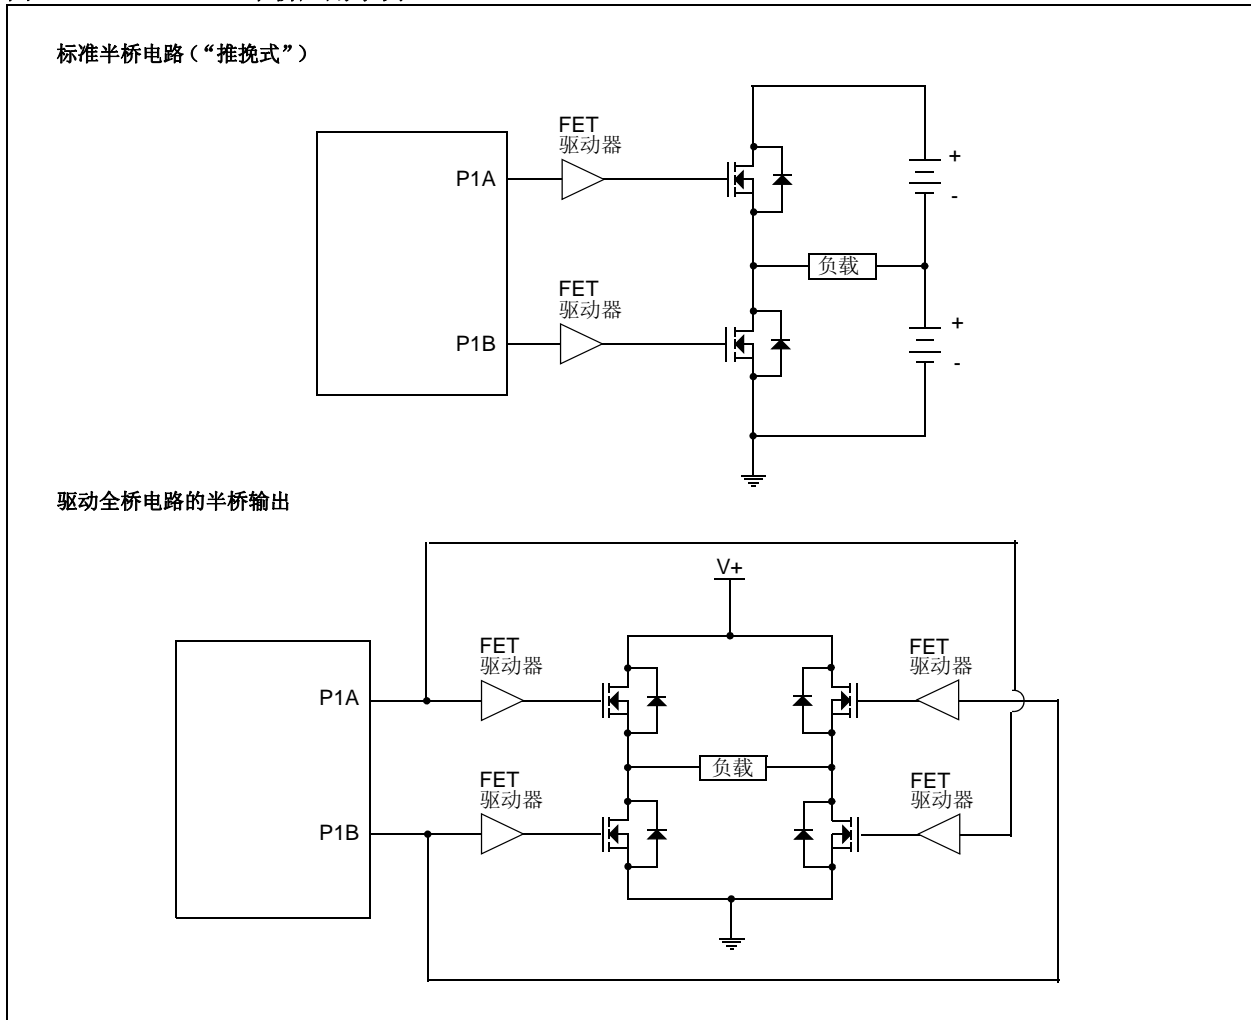 标准半桥电路（“推挽式”）
FET
驱动器
P1A
+
-
负载
FET
驱动器
P1B
+
-
驱动全桥电路的半桥输出
V+
FET
驱动器
FET
驱动器
P1A
负载
FET
驱动器
FET
驱动器
P1B